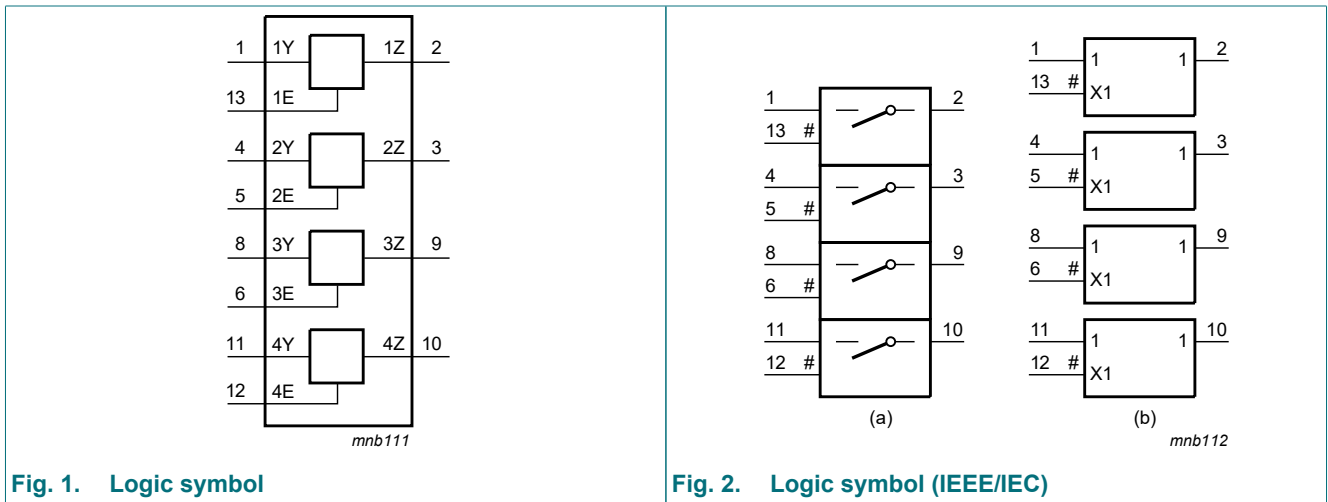 1 1Y 1Z 2
13 1E
4 2Y 2Z 3
5 2E
8 3Y 3Z 9
6 3E
11 4Y 4Z 10
12 4E
mnb111
Fig. 1. Logic symbol
1 2
13 #
4 3
5 #
8 9
6 #
11 10
12 #
(a)
1 1 1 2
13 # X1
4 1 1 3
5 # X1
8 1 1 9
6 # X1
11 1 1 10
12 # X1
(b)
mnb112
Fig. 2. Logic symbol (IEEE/IEC)